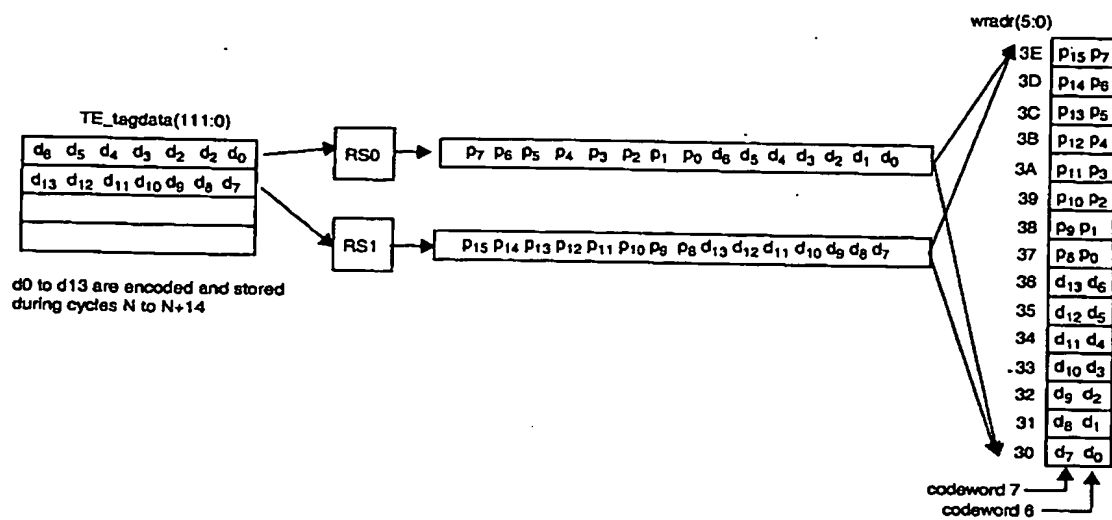 wradr(5:0)
TE_tagdata(111:0)
d6 d5 d4 d3 d2 d2 d0
d13 d12 d11 d10 d9 d8 d7
RS0
p7 p6 p5 p4 p3 p2 p1 p0 d6 d5 d4 d3 d2 d1 d0
RS1
p15 p14 p13 p12 p11 p10 p9 p8 d13 d12 d11 d10 d9 d8 d7
d0 to d13 are encoded and stored
during cycles N to N+14
3E p15 p7
3D p14 p6
3C p13 p5
3B p12 p4
3A p11 p3
39 p10 p2
38 p9 p1
37 p8 p0
36 d13 d6
35 d12 d5
34 d11 d4
33 d10 d3
32 d9 d2
31 d8 d1
30 d7 d0
codeword 7
codeword 6